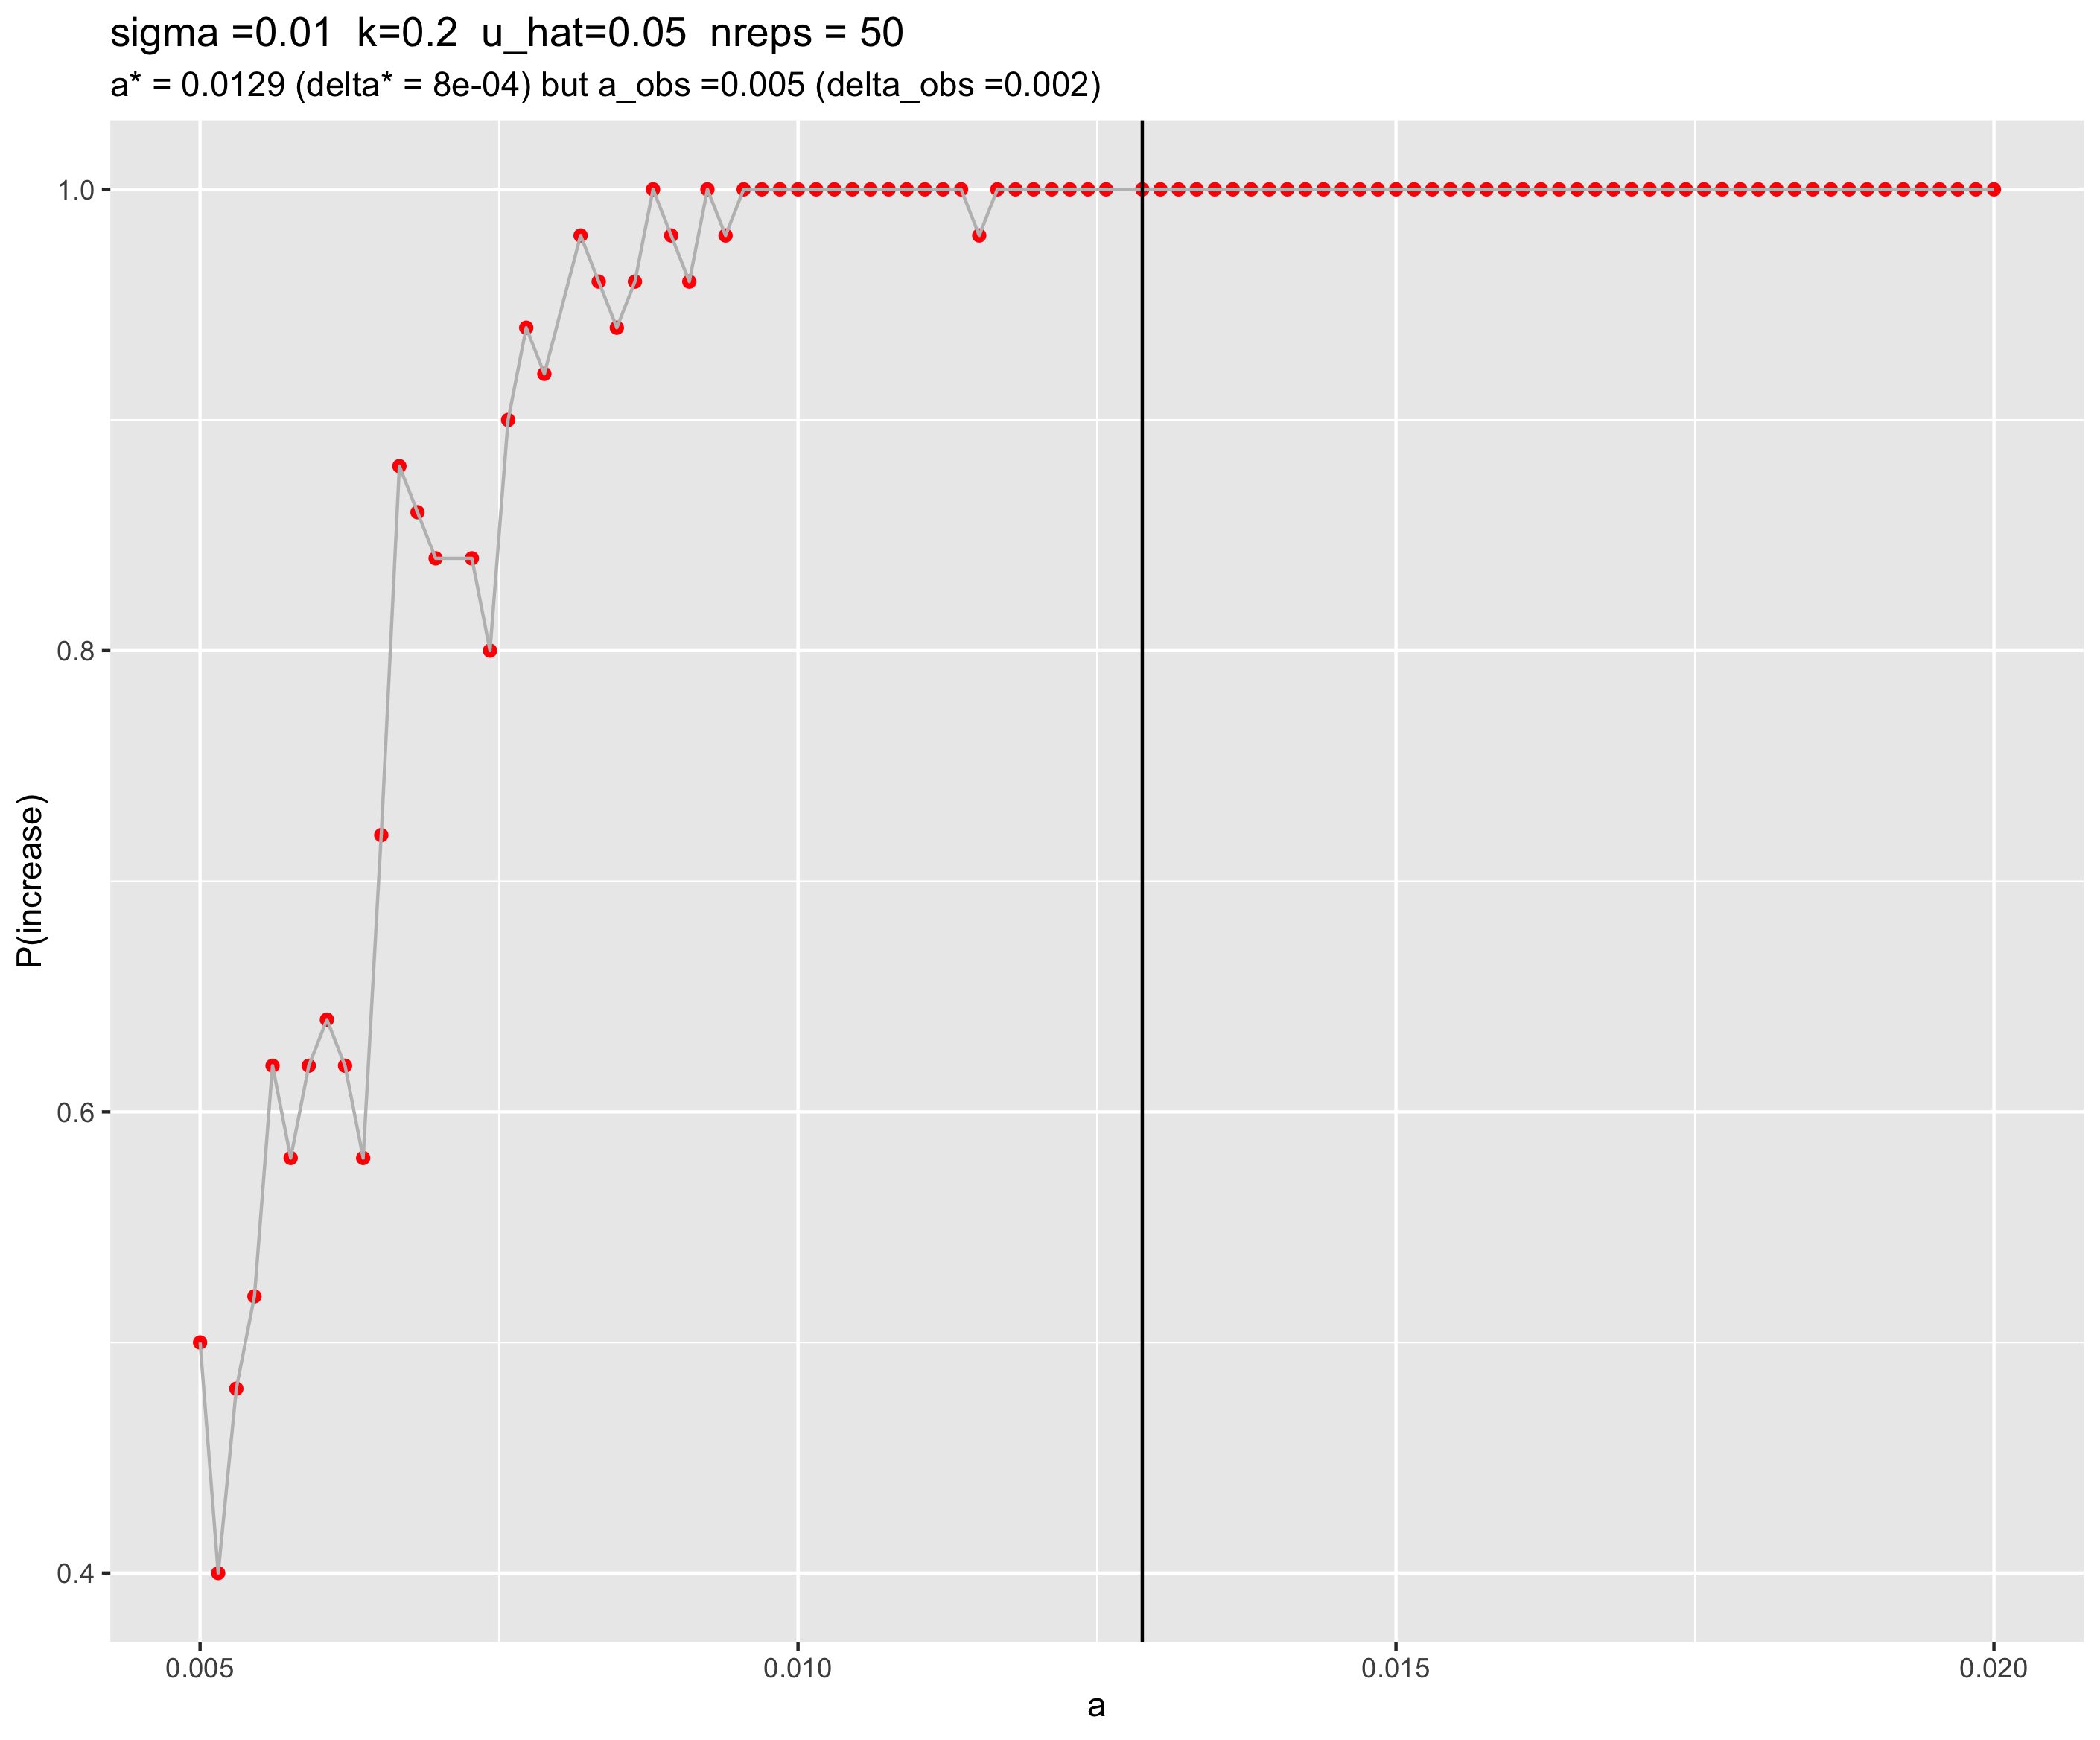 sigma =0.01  k=0.2  u_hat=0.05  nreps = 50
a* = 0.0129 (delta* = 8e-04) but a_obs =0.005 (delta_obs =0.002)
P(increase)
1.0
0.8
0.6
0.4
0.005
0.010
0.015
0.020
a